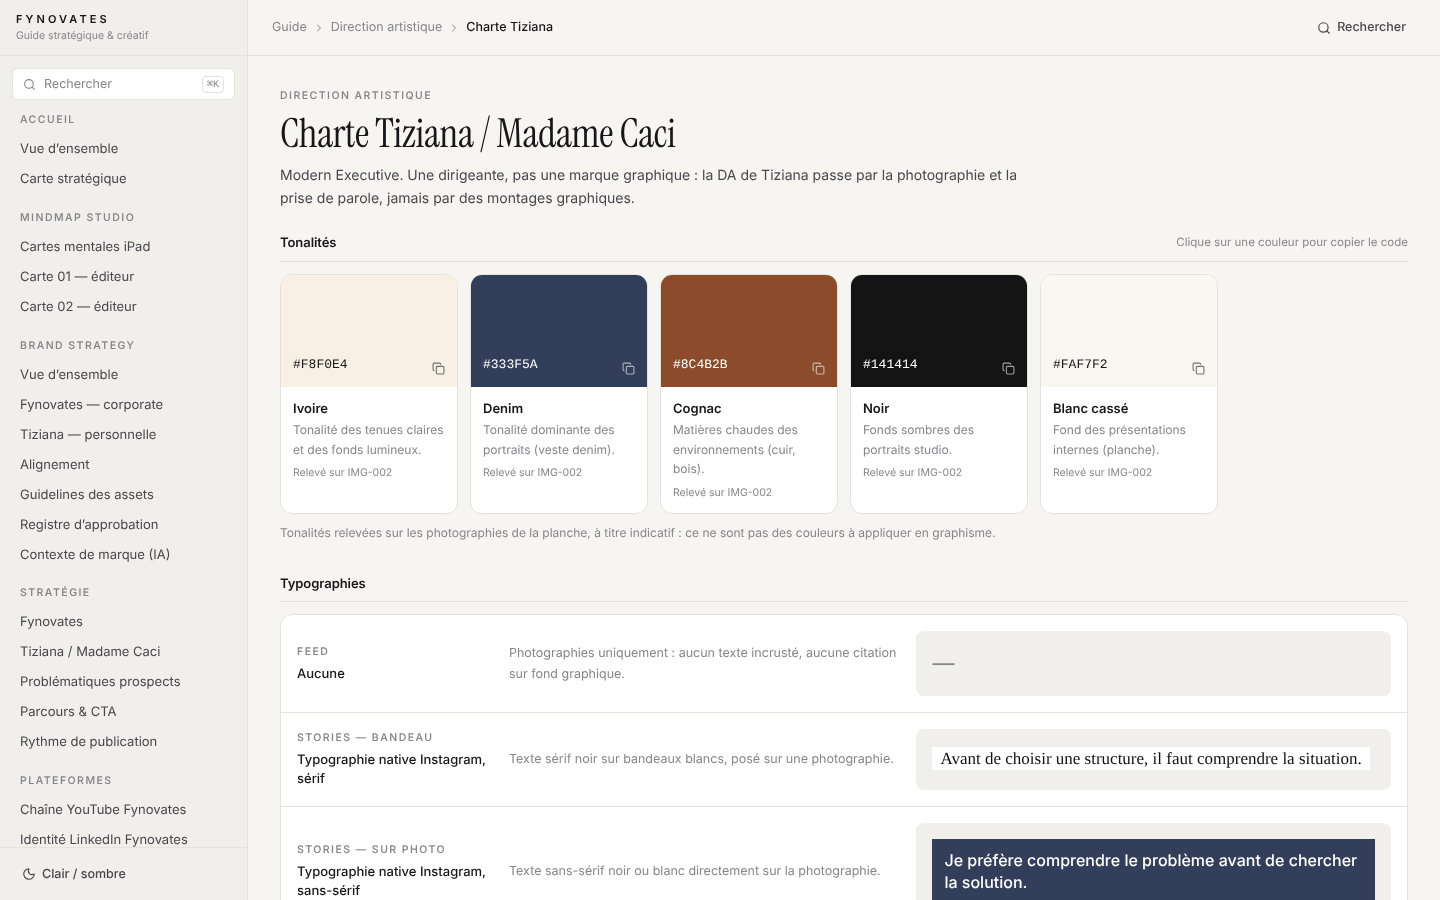 FYNOVATES
Guide stratégique & créatif
Rechercher
⌘K
ACCUEIL
Vue d’ensemble
Carte stratégique
MINDMAP STUDIO
Cartes mentales iPad
Carte 01 — éditeur
Carte 02 — éditeur
BRAND STRATEGY
Vue d’ensemble
Fynovates — corporate
Tiziana — personnelle
Alignement
Guidelines des assets
Registre d’approbation
Contexte de marque (IA)
STRATÉGIE
Fynovates
Tiziana / Madame Caci
Problématiques prospects
Parcours & CTA
Rythme de publication
PLATEFORMES
Chaîne YouTube Fynovates
Identité LinkedIn Fynovates
Clair / sombre
Guide > Direction artistique > Charte Tiziana
Rechercher
DIRECTION ARTISTIQUE
Charte Tiziana / Madame Caci
Modern Executive. Une dirigeante, pas une marque graphique : la DA de Tiziana passe par la photographie et la
prise de parole, jamais par des montages graphiques.
Tonalités
Clique sur une couleur pour copier le code
#F8F0E4
Ivoire
Tonalité des tenues claires
et des fonds lumineux.
Relevé sur IMG-002
#333F5A
Denim
Tonalité dominante des
portraits (veste denim).
Relevé sur IMG-002
#8C4B2B
Cognac
Matières chaudes des
environnements (cuir,
bois).
Relevé sur IMG-002
#141414
Noir
Fonds sombres des
portraits studio.
Relevé sur IMG-002
#FAF7F2
Blanc cassé
Fond des présentations
internes (planche).
Relevé sur IMG-002
Tonalités relevées sur les photographies de la planche, à titre indicatif : ce ne sont pas des couleurs à appliquer en graphisme.
Typographies
FEED
Aucune
Photographies uniquement : aucun texte incrusté, aucune citation
sur fond graphique.
—
STORIES — BANDEAU
Typographie native Instagram,
sérif
Texte sérif noir sur bandeaux blancs, posé sur une photographie.
Avant de choisir une structure, il faut comprendre la situation.
STORIES — SUR PHOTO
Typographie native Instagram,
sans-sérif
Texte sans-sérif noir ou blanc directement sur la photographie.
Je préfère comprendre le problème avant de chercher
la solution.